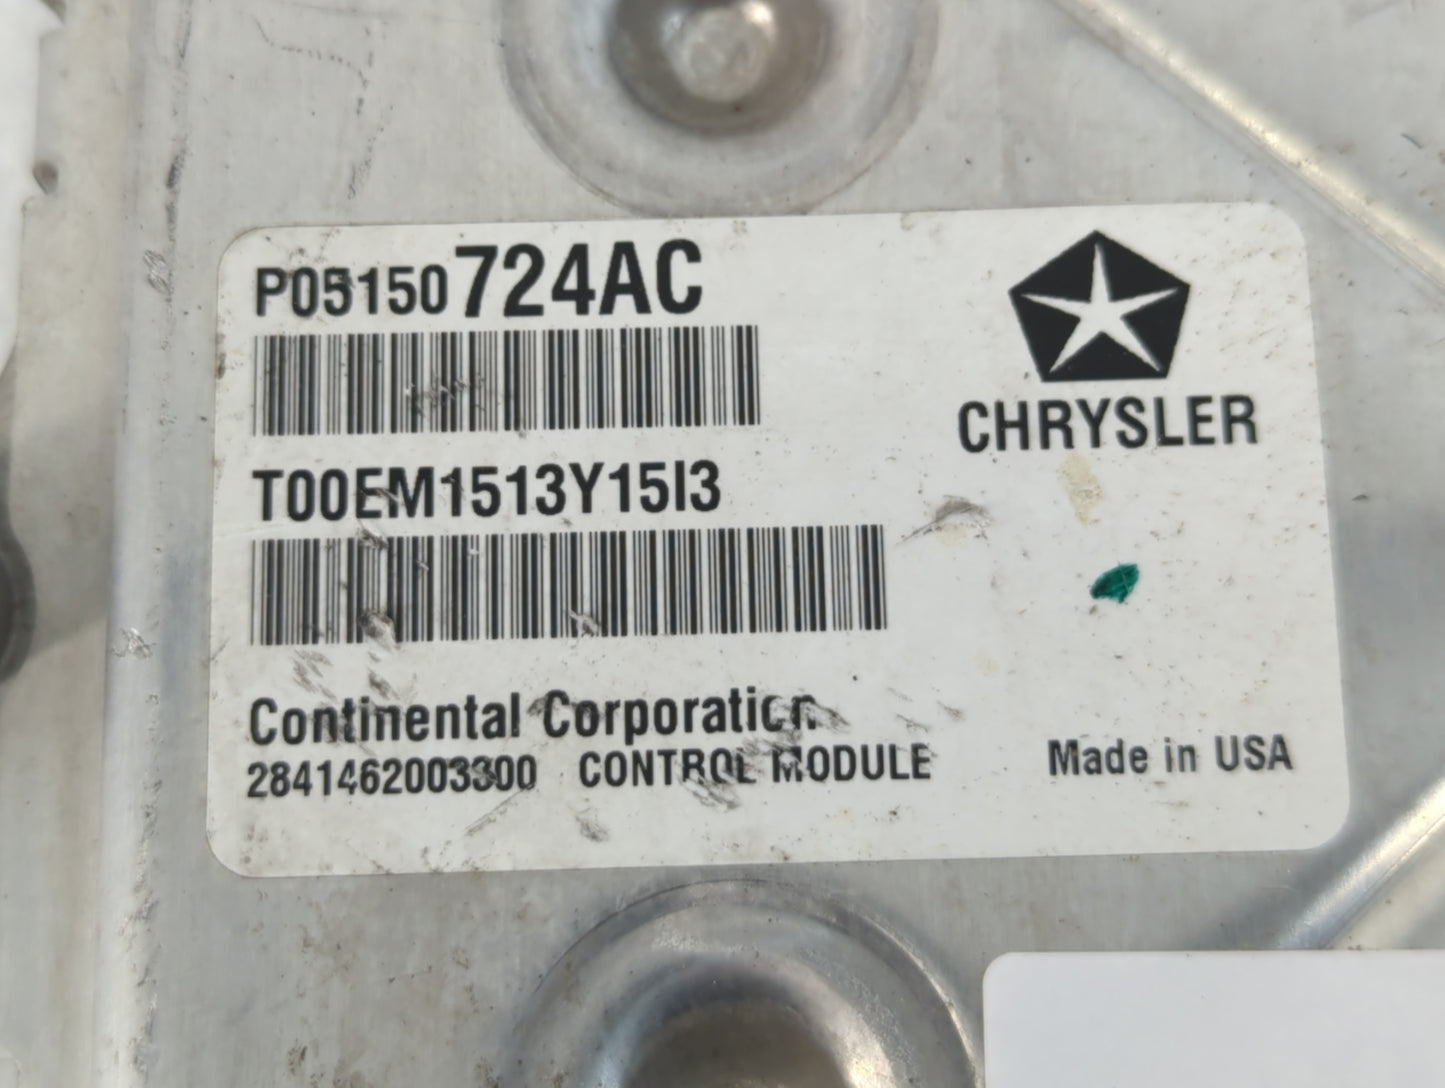 P05150724AC
CHRYSLER
T00EM1513Y15I3
Continental Corporation
2841462003300 CONTROL MODULE
Made in USA